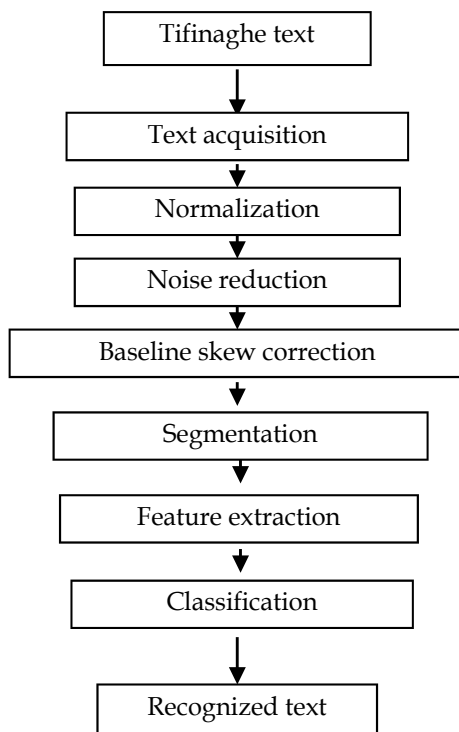 Tifinaghe text
Text acquisition
Normalization
Noise reduction
Baseline skew correction
Segmentation
Feature extraction
Classification
Recognized text